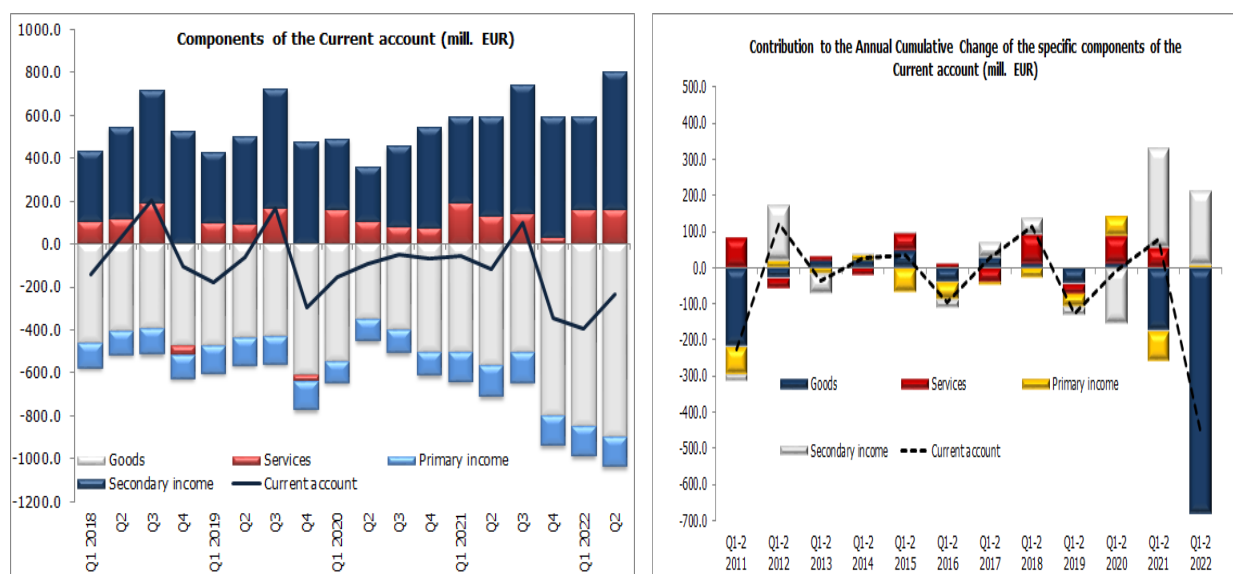 Components of the Current account (mill. EUR)
1000.0
800.0
600.0
400.0
200.0
0.0
-200.0
-400.0
-600.0
-800.0
-1000.0
-1200.0
Goods Services Primary income
Secondary income Current account
Q1 2018 Q2 Q3 Q4 Q1 2019 Q2 Q3 Q4 Q1 2020 Q2 Q3 Q4 Q1 2021 Q2 Q3 Q4 Q1 2022 Q2
Contribution to the Annual Cumulative Change of the specific components of the
Current account (mill. EUR)
500.0
400.0
300.0
200.0
100.0
0.0
-100.0
-200.0
-300.0
-400.0
-500.0
-600.0
-700.0
Goods Services Primary income
Secondary income Current account
Q1-2 Q1-2 Q1-2 Q1-2 Q1-2 Q1-2 Q1-2 Q1-2 Q1-2 Q1-2 Q1-2 Q1-2
2011 2012 2013 2014 2015 2016 2017 2018 2019 2020 2021 2022